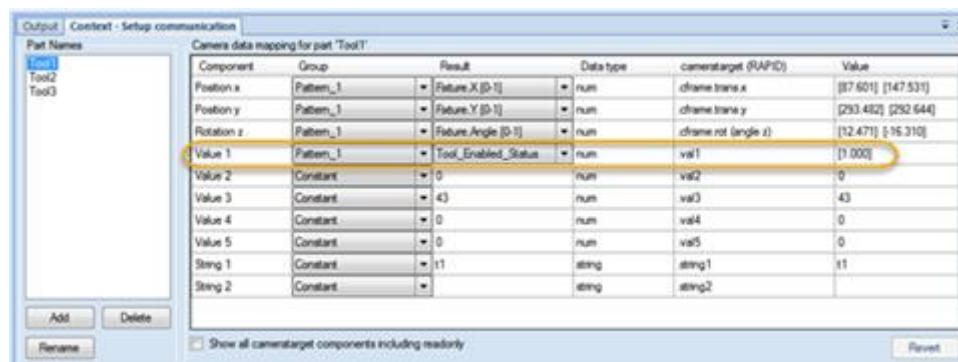 Output Context - Setup communication
Part Names
Tool1
Tool2
Tool3
Add Delete
Rename
Camera data mapping for part 'Tool1'
Component Group Result Data type cameratarget (RAPID) Value
Position x Pattern_1 Fixture.X [0-1] num cframe.trans.x [87.601] [147.531]
Position y Pattern_1 Fixture.Y [0-1] num cframe.trans.y [293.482] [292.644]
Rotation z Pattern_1 Fixture.Angle [0-1] num cframe.rot (angle z) [12.471] [-16.310]
Value 1 Pattern_1 Tool_Enabled_Status num val1 [1.000]
Value 2 Constant 0 num val2 0
Value 3 Constant 43 num val3 43
Value 4 Constant 0 num val4 0
Value 5 Constant 0 num val5 0
String 1 Constant t1 string string1 t1
String 2 Constant string string2
Show all cameratarget components including readonly
Revert